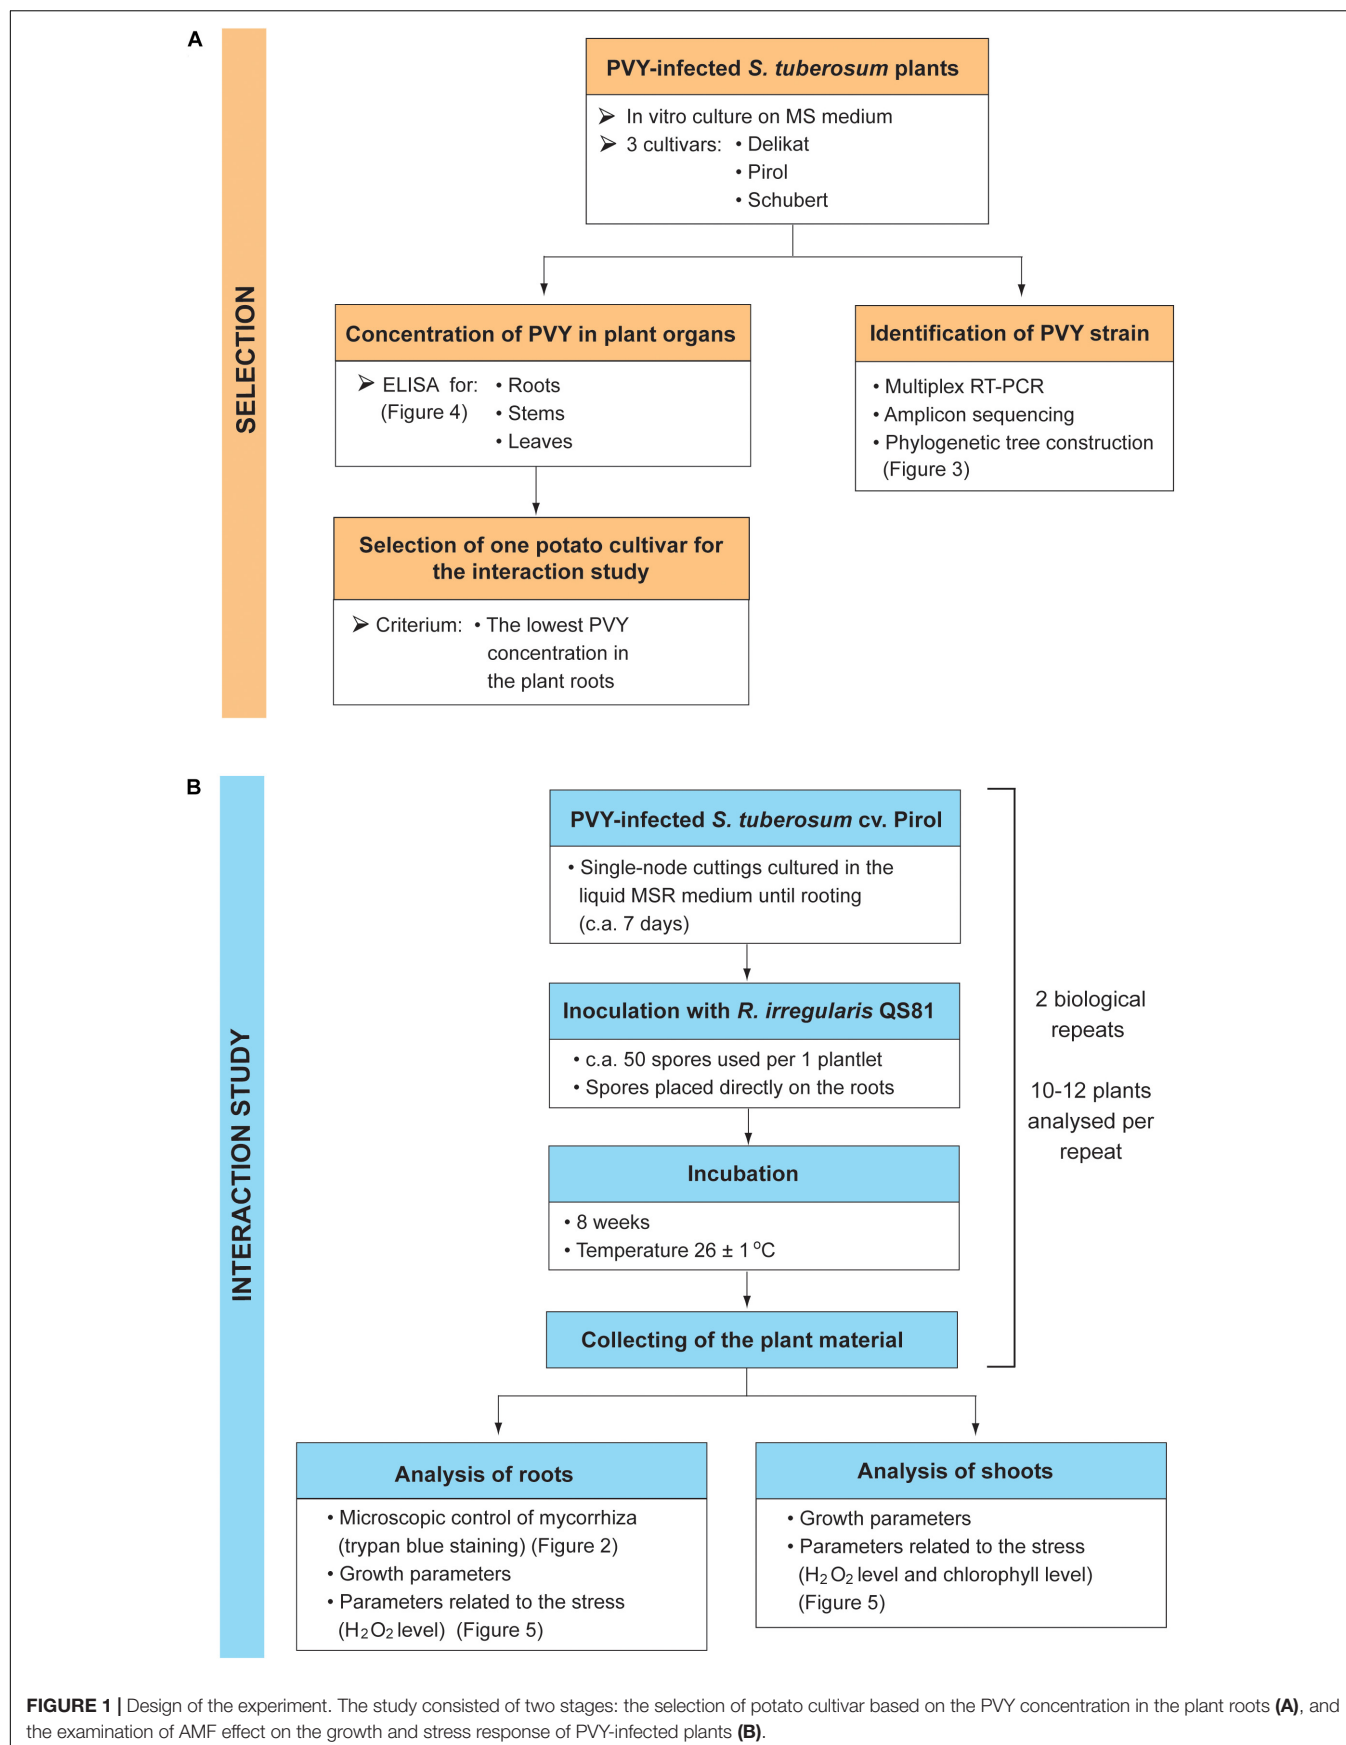 A
SELECTION
PVY-infected S. tuberosum plants
➢ In vitro culture on MS medium
➢ 3 cultivars: • Delikat
• Pirol
• Schubert
Concentration of PVY in plant organs
➢ ELISA for: • Roots
(Figure 4) • Stems
• Leaves
Identification of PVY strain
• Multiplex RT-PCR
• Amplicon sequencing
• Phylogenetic tree construction
(Figure 3)
Selection of one potato cultivar for
the interaction study
➢ Criterium: • The lowest PVY
concentration in
the plant roots
B
INTERACTION STUDY
PVY-infected S. tuberosum cv. Pirol
• Single-node cuttings cultured in the
liquid MSR medium until rooting
(c.a. 7 days)
Inoculation with R. irregularis QS81
• c.a. 50 spores used per 1 plantlet
• Spores placed directly on the roots
Incubation
• 8 weeks
• Temperature 26 ± 1 °C
Collecting of the plant material
2 biological
repeats
10-12 plants
analysed per
repeat
Analysis of roots
• Microscopic control of mycorrhiza
(trypan blue staining) (Figure 2)
• Growth parameters
• Parameters related to the stress
(H₂O₂ level) (Figure 5)
Analysis of shoots
• Growth parameters
• Parameters related to the stress
(H₂O₂ level and chlorophyll level)
(Figure 5)
FIGURE 1 | Design of the experiment. The study consisted of two stages: the selection of potato cultivar based on the PVY concentration in the plant roots (A), and
the examination of AMF effect on the growth and stress response of PVY-infected plants (B).